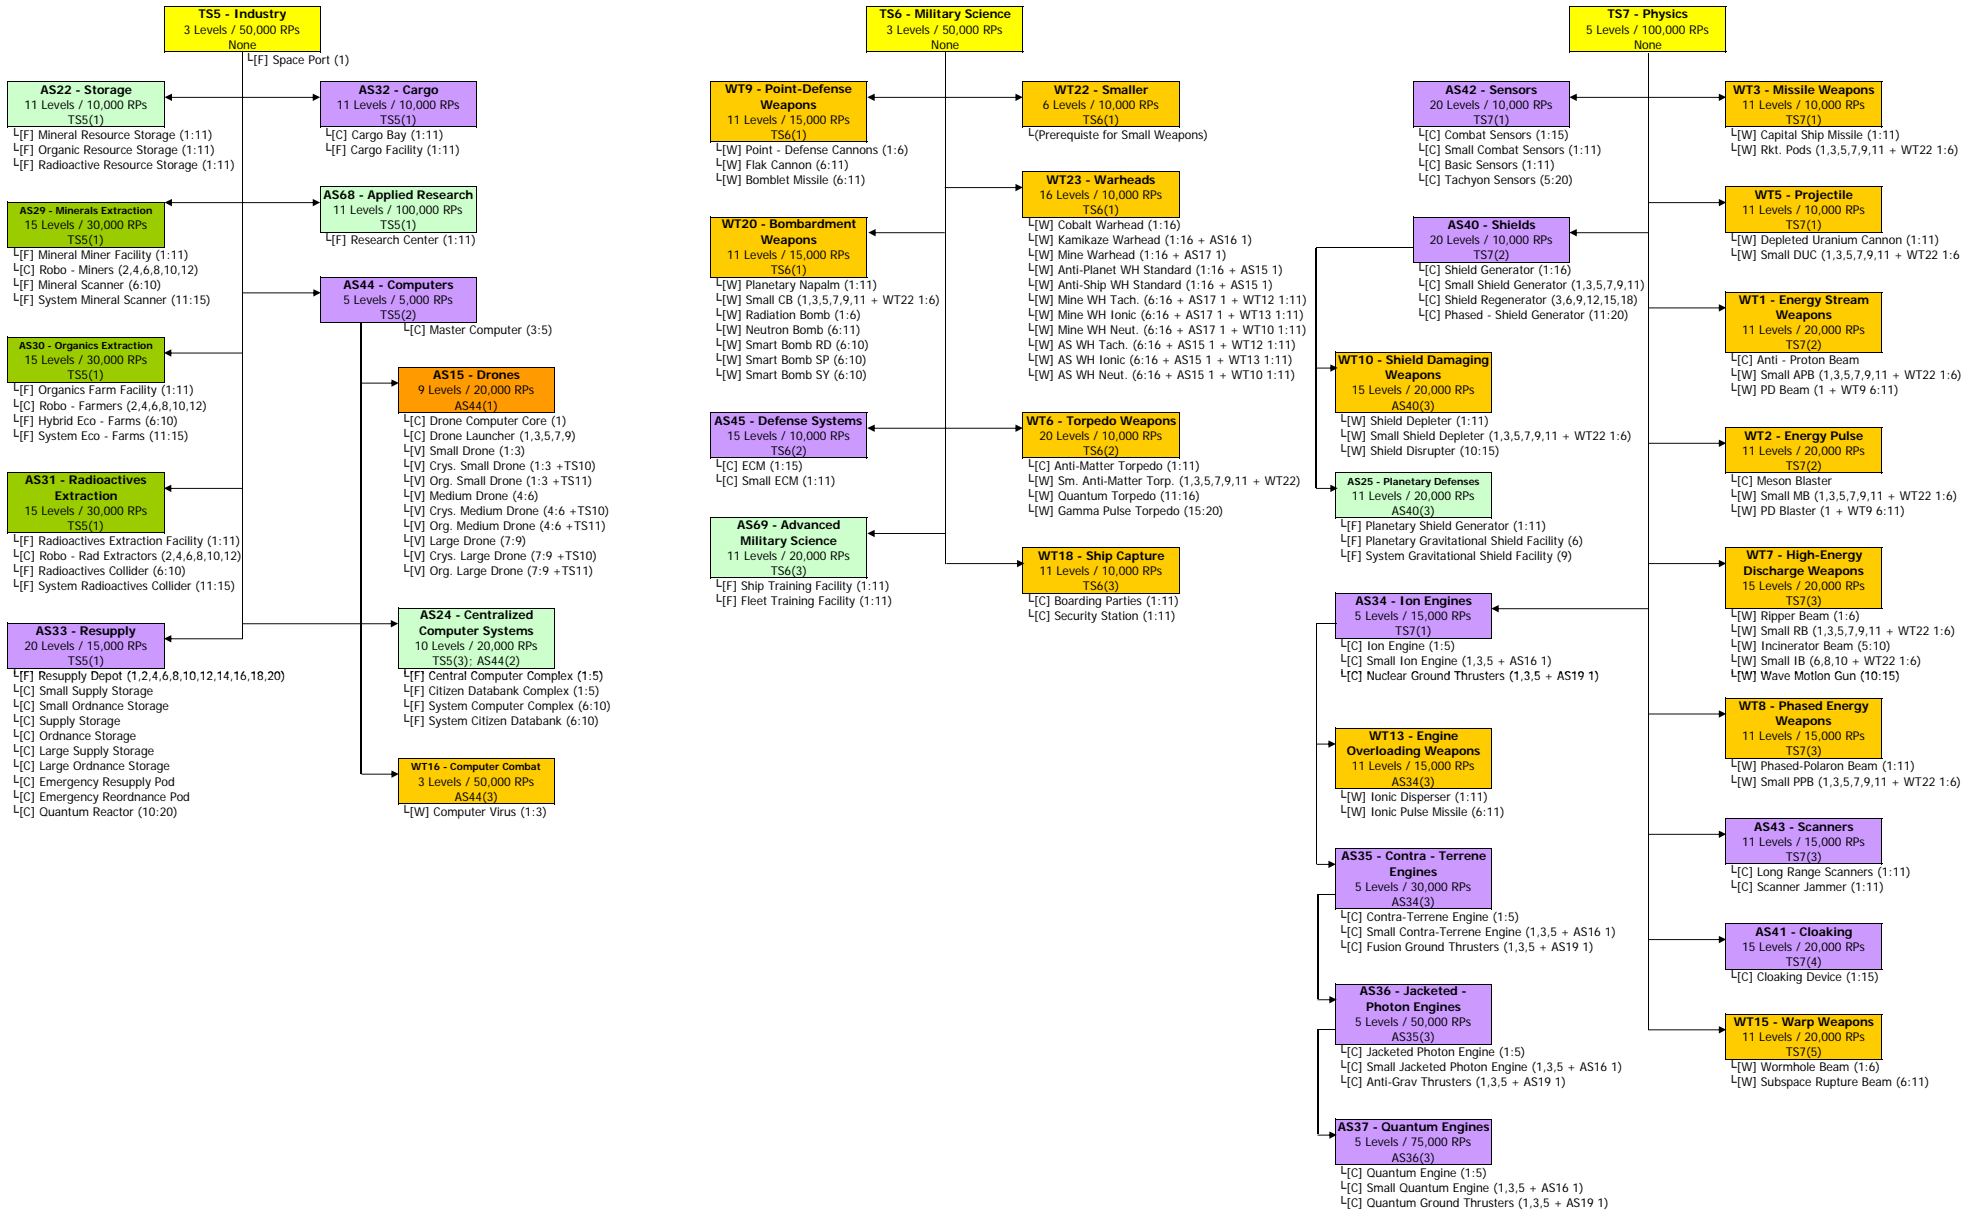 TS5 - Industry
3 Levels / 50,000 RPs
None
└[F] Space Port (1)
AS22 - Storage
11 Levels / 10,000 RPs
TS5(1)
└[F] Mineral Resource Storage (1:11)
└[F] Organic Resource Storage (1:11)
└[F] Radioactive Resource Storage (1:11)
AS32 - Cargo
11 Levels / 10,000 RPs
TS5(1)
└[C] Cargo Bay (1:11)
└[F] Cargo Facility (1:11)
AS68 - Applied Research
11 Levels / 100,000 RPs
TS5(1)
└[F] Research Center (1:11)
AS29 - Minerals Extraction
15 Levels / 30,000 RPs
TS5(1)
└[F] Mineral Miner Facility (1:11)
└[C] Robo - Miners (2,4,6,8,10,12)
└[F] Mineral Scanner (6:10)
└[F] System Mineral Scanner (11:15)
AS44 - Computers
5 Levels / 5,000 RPs
TS5(2)
└[C] Master Computer (3:5)
AS30 - Organics Extraction
15 Levels / 30,000 RPs
TS5(1)
└[F] Organics Farm Facility (1:11)
└[C] Robo - Farmers (2,4,6,8,10,12)
└[F] Hybrid Eco - Farms (6:10)
└[F] System Eco - Farms (11:15)
AS15 - Drones
9 Levels / 20,000 RPs
AS44(1)
└[C] Drone Computer Core (1)
└[C] Drone Launcher (1,3,5,7,9)
└[V] Small Drone (1:3)
└[V] Crys. Small Drone (1:3 +TS10)
└[V] Org. Small Drone (1:3 +TS11)
└[V] Medium Drone (4:6)
└[V] Crys. Medium Drone (4:6 +TS10)
└[V] Org. Medium Drone (4:6 +TS11)
└[V] Large Drone (7:9)
└[V] Crys. Large Drone (7:9 +TS10)
└[V] Org. Large Drone (7:9 +TS11)
AS31 - Radioactives
Extraction
15 Levels / 30,000 RPs
TS5(1)
└[F] Radioactives Extraction Facility (1:11)
└[C] Robo - Rad Extractors (2,4,6,8,10,12)
└[F] Radioactives Collider (6:10)
└[F] System Radioactives Collider (11:15)
AS24 - Centralized
Computer Systems
10 Levels / 20,000 RPs
TS5(3); AS44(2)
└[F] Central Computer Complex (1:5)
└[F] Citizen Databank Complex (1:5)
└[F] System Computer Complex (6:10)
└[F] System Citizen Databank (6:10)
AS33 - Resupply
20 Levels / 15,000 RPs
TS5(1)
└[F] Resupply Depot (1,2,4,6,8,10,12,14,16,18,20)
└[C] Small Supply Storage
└[C] Small Ordnance Storage
└[C] Supply Storage
└[C] Ordnance Storage
└[C] Large Supply Storage
└[C] Large Ordnance Storage
└[C] Emergency Resupply Pod
└[C] Emergency Reordnance Pod
└[C] Quantum Reactor (10:20)
WT16 - Computer Combat
3 Levels / 50,000 RPs
AS44(3)
└[W] Computer Virus (1:3)
TS6 - Military Science
3 Levels / 50,000 RPs
None
WT9 - Point-Defense
Weapons
11 Levels / 15,000 RPs
TS6(1)
└[W] Point - Defense Cannons (1:6)
└[W] Flak Cannon (6:11)
└[W] Bomblet Missile (6:11)
WT22 - Smaller
6 Levels / 10,000 RPs
TS6(1)
└(Prerequiste for Small Weapons)
WT23 - Warheads
16 Levels / 10,000 RPs
TS6(1)
└[W] Cobalt Warhead (1:16)
└[W] Kamikaze Warhead (1:16 + AS16 1)
└[W] Mine Warhead (1:16 + AS17 1)
└[W] Anti-Planet WH Standard (1:16 + AS15 1)
└[W] Anti-Ship WH Standard (1:16 + AS15 1)
└[W] Mine WH Tach. (6:16 + AS17 1 + WT12 1:11)
└[W] Mine WH Ionic (6:16 + AS17 1 + WT13 1:11)
└[W] Mine WH Neut. (6:16 + AS17 1 + WT10 1:11)
└[W] AS WH Tach. (6:16 + AS15 1 + WT12 1:11)
└[W] AS WH Ionic (6:16 + AS15 1 + WT13 1:11)
└[W] AS WH Neut. (6:16 + AS15 1 + WT10 1:11)
WT20 - Bombardment
Weapons
11 Levels / 15,000 RPs
TS6(1)
└[W] Planetary Napalm (1:11)
└[W] Small CB (1,3,5,7,9,11 + WT22 1:6)
└[W] Radiation Bomb (1:6)
└[W] Neutron Bomb (6:11)
└[W] Smart Bomb RD (6:10)
└[W] Smart Bomb SP (6:10)
└[W] Smart Bomb SY (6:10)
AS45 - Defense Systems
15 Levels / 10,000 RPs
TS6(2)
└[C] ECM (1:15)
└[C] Small ECM (1:11)
WT6 - Torpedo Weapons
20 Levels / 10,000 RPs
TS6(2)
└[C] Anti-Matter Torpedo (1:11)
└[W] Sm. Anti-Matter Torp. (1,3,5,7,9,11 + WT22)
└[W] Quantum Torpedo (11:16)
└[W] Gamma Pulse Torpedo (15:20)
AS69 - Advanced
Military Science
11 Levels / 20,000 RPs
TS6(3)
└[F] Ship Training Facility (1:11)
└[F] Fleet Training Facility (1:11)
WT18 - Ship Capture
11 Levels / 10,000 RPs
TS6(3)
└[C] Boarding Parties (1:11)
└[C] Security Station (1:11)
TS7 - Physics
5 Levels / 100,000 RPs
None
AS42 - Sensors
20 Levels / 10,000 RPs
TS7(1)
└[C] Combat Sensors (1:15)
└[C] Small Combat Sensors (1:11)
└[C] Basic Sensors (1:11)
└[C] Tachyon Sensors (5:20)
WT3 - Missile Weapons
11 Levels / 10,000 RPs
TS7(1)
└[W] Capital Ship Missile (1:11)
└[W] Rkt. Pods (1,3,5,7,9,11 + WT22 1:6)
WT5 - Projectile
11 Levels / 10,000 RPs
TS7(1)
└[W] Depleted Uranium Cannon (1:11)
└[W] Small DUC (1,3,5,7,9,11 + WT22 1:6
AS40 - Shields
20 Levels / 10,000 RPs
TS7(2)
└[C] Shield Generator (1:16)
└[C] Small Shield Generator (1,3,5,7,9,11)
└[C] Shield Regenerator (3,6,9,12,15,18)
└[C] Phased - Shield Generator (11:20)
WT1 - Energy Stream
Weapons
11 Levels / 20,000 RPs
TS7(2)
└[C] Anti - Proton Beam
└[W] Small APB (1,3,5,7,9,11 + WT22 1:6)
└[W] PD Beam (1 + WT9 6:11)
WT10 - Shield Damaging
Weapons
15 Levels / 20,000 RPs
AS40(3)
└[W] Shield Depleter (1:11)
└[W] Small Shield Depleter (1,3,5,7,9,11 + WT22 1:6)
└[W] Shield Disrupter (10:15)
WT2 - Energy Pulse
11 Levels / 20,000 RPs
TS7(2)
└[C] Meson Blaster
└[W] Small MB (1,3,5,7,9,11 + WT22 1:6)
└[W] PD Blaster (1 + WT9 6:11)
AS25 - Planetary Defenses
11 Levels / 20,000 RPs
AS40(3)
└[F] Planetary Shield Generator (1:11)
└[F] Planetary Gravitational Shield Facility (6)
└[F] System Gravitational Shield Facility (9)
WT7 - High-Energy
Discharge Weapons
15 Levels / 20,000 RPs
TS7(3)
└[W] Ripper Beam (1:6)
└[W] Small RB (1,3,5,7,9,11 + WT22 1:6)
└[W] Incinerator Beam (5:10)
└[W] Small IB (6,8,10 + WT22 1:6)
└[W] Wave Motion Gun (10:15)
AS34 - Ion Engines
5 Levels / 15,000 RPs
TS7(1)
└[C] Ion Engine (1:5)
└[C] Small Ion Engine (1,3,5 + AS16 1)
└[C] Nuclear Ground Thrusters (1,3,5 + AS19 1)
WT8 - Phased Energy
Weapons
11 Levels / 15,000 RPs
TS7(3)
└[W] Phased-Polaron Beam (1:11)
└[W] Small PPB (1,3,5,7,9,11 + WT22 1:6)
WT13 - Engine
Overloading Weapons
11 Levels / 15,000 RPs
AS34(3)
└[W] Ionic Disperser (1:11)
└[W] Ionic Pulse Missile (6:11)
AS43 - Scanners
11 Levels / 15,000 RPs
TS7(3)
└[C] Long Range Scanners (1:11)
└[C] Scanner Jammer (1:11)
AS35 - Contra - Terrene
Engines
5 Levels / 30,000 RPs
AS34(3)
└[C] Contra-Terrene Engine (1:5)
└[C] Small Contra-Terrene Engine (1,3,5 + AS16 1)
└[C] Fusion Ground Thrusters (1,3,5 + AS19 1)
AS41 - Cloaking
15 Levels / 20,000 RPs
TS7(4)
└[C] Cloaking Device (1:15)
AS36 - Jacketed -
Photon Engines
5 Levels / 50,000 RPs
AS35(3)
└[C] Jacketed Photon Engine (1:5)
└[C] Small Jacketed Photon Engine (1,3,5 + AS16 1)
└[C] Anti-Grav Thrusters (1,3,5 + AS19 1)
WT15 - Warp Weapons
11 Levels / 20,000 RPs
TS7(5)
└[W] Wormhole Beam (1:6)
└[W] Subspace Rupture Beam (6:11)
AS37 - Quantum Engines
5 Levels / 75,000 RPs
AS36(3)
└[C] Quantum Engine (1:5)
└[C] Small Quantum Engine (1,3,5 + AS16 1)
└[C] Quantum Ground Thrusters (1,3,5 + AS19 1)